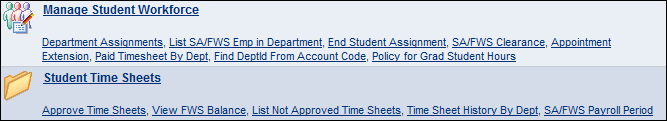 Manage Student Workforce
Department Assignments, List SA/FWS Emp in Department, End Student Assignment, SA/FWS Clearance, Appointment
Extension, Paid Timesheet By Dept, Find DeptId From Account Code, Policy for Grad Student Hours
Student Time Sheets
Approve Time Sheets, View FWS Balance, List Not Approved Time Sheets, Time Sheet History By Dept, SA/FWS Payroll Period